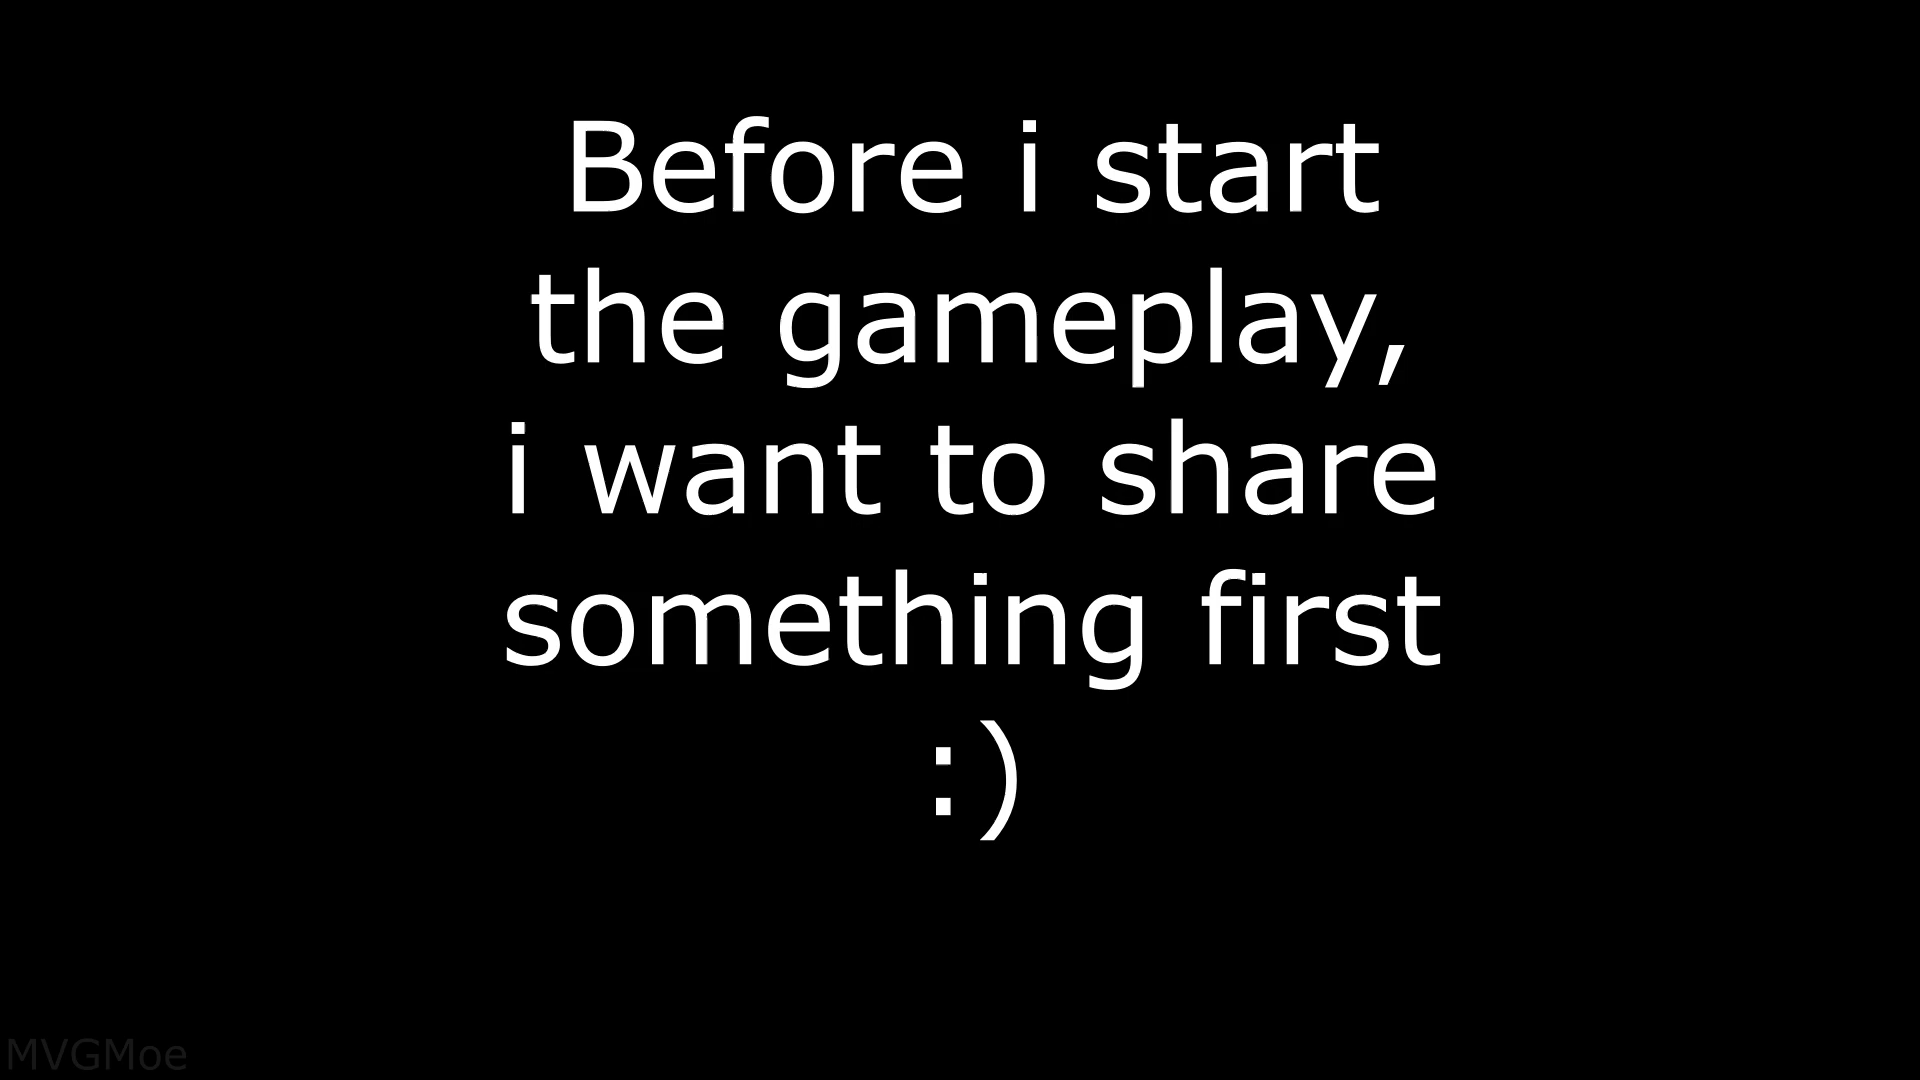 Before i start
the gameplay,
i want to share
something first
:)
MVGMoe